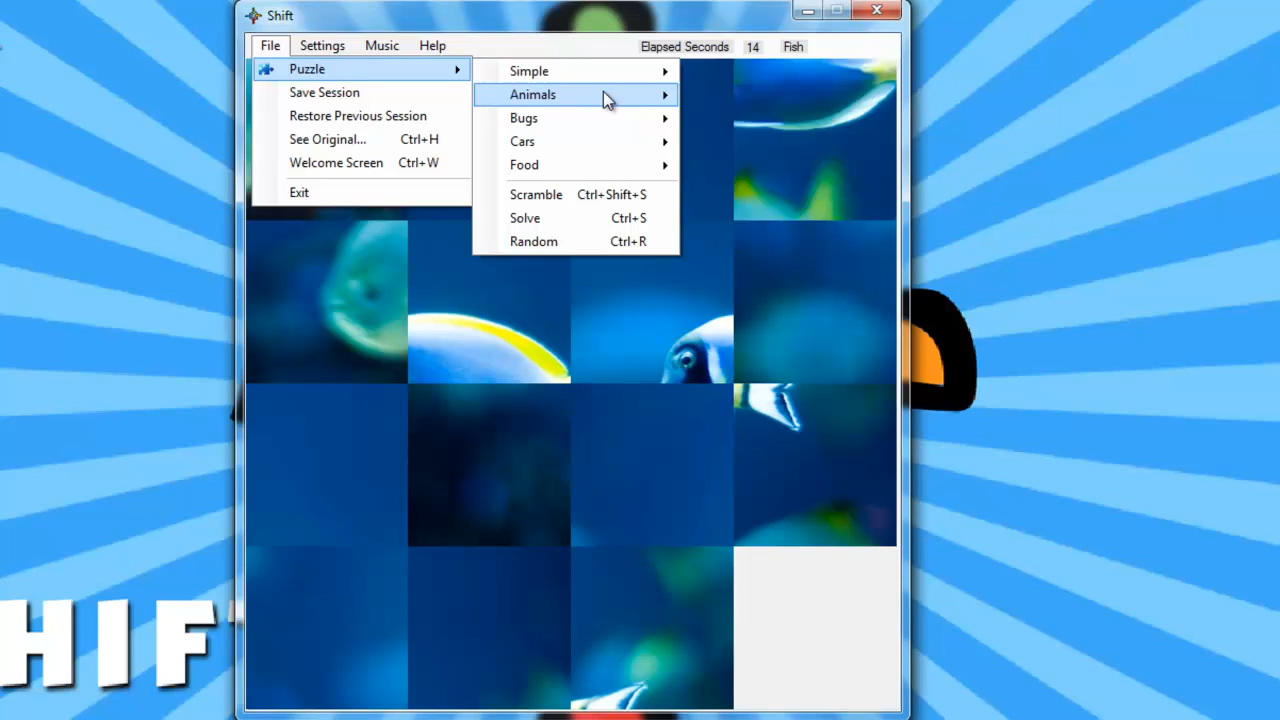 Shift
File Settings Music Help Elapsed Seconds 14 Fish
Puzzle
Save Session
Restore Previous Session
See Original... Ctrl+H
Welcome Screen Ctrl+W
Exit
Simple
Animals
Bugs
Cars
Food
Scramble Ctrl+Shift+S
Solve Ctrl+S
Random Ctrl+R
HIF